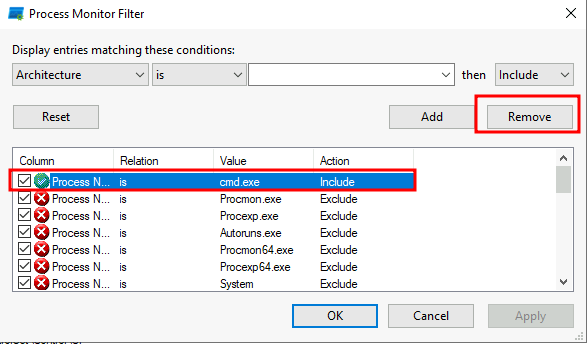 Process Monitor Filter
Display entries matching these conditions:
Architecture is then Include
Reset Add Remove
Column Relation Value Action
Process N... is cmd.exe Include
Process N... is Procmon.exe Exclude
Process N... is Procexp.exe Exclude
Process N... is Autoruns.exe Exclude
Process N... is Procmon64.exe Exclude
Process N... is Procexp64.exe Exclude
Process N... is System Exclude
OK Cancel Apply